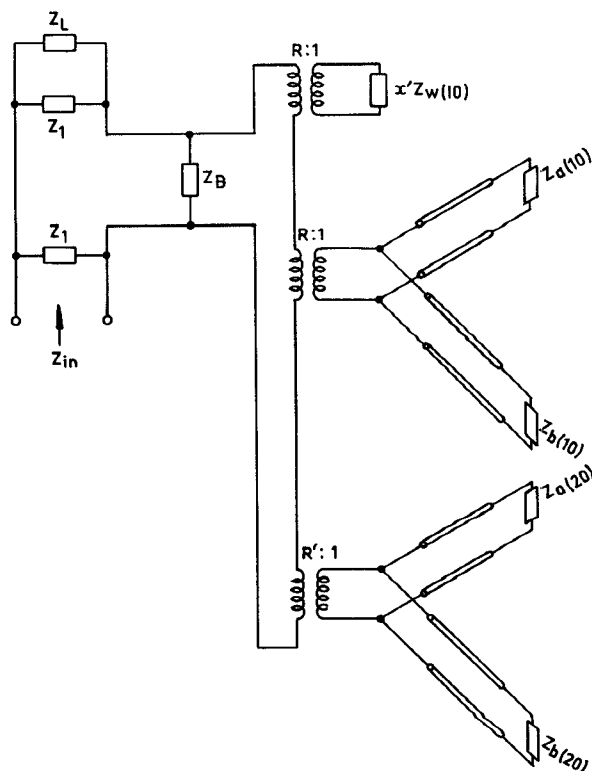 Z_L
Z_1
Z_B
Z_1
Z_in
R:1
x'Z_w(10)
R:1
Z_a(10)
Z_b(10)
R':1
Z_a(20)
Z_b(20)